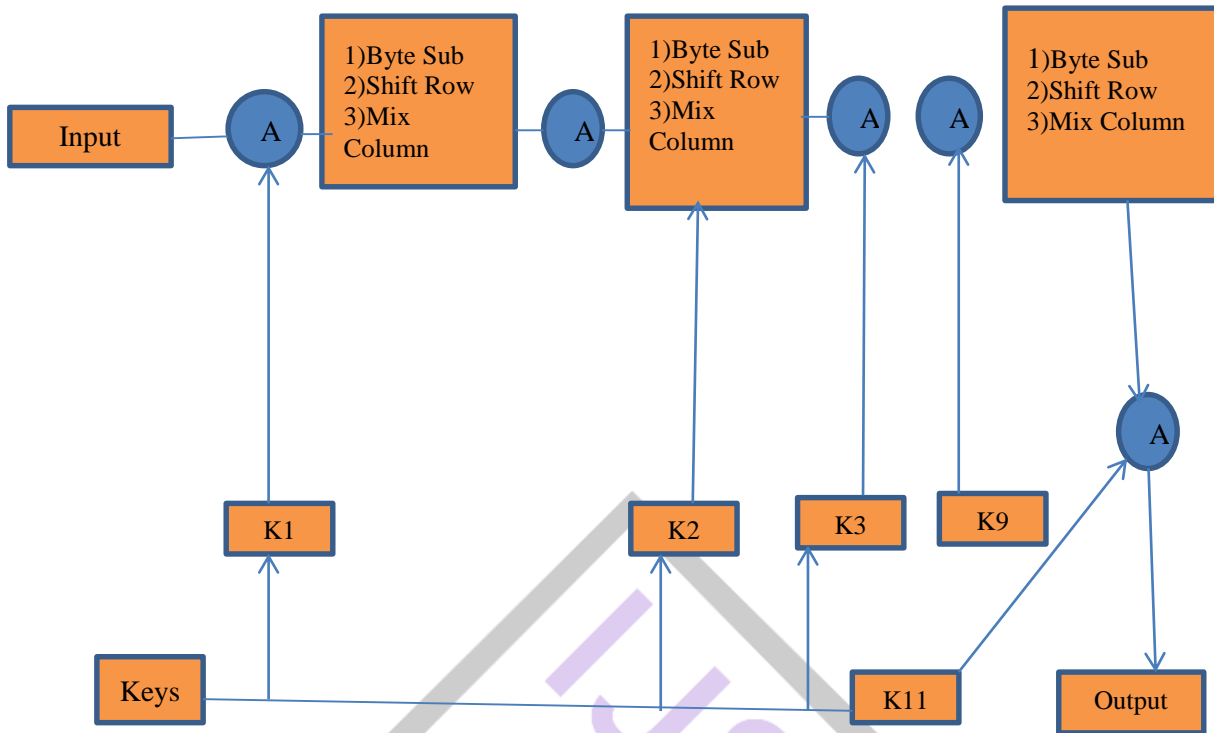 Input
A
1)Byte Sub
2)Shift Row
3)Mix
Column
A
1)Byte Sub
2)Shift Row
3)Mix
Column
A
A
1)Byte Sub
2)Shift Row
3)Mix Column
A
K1
K2
K3
K9
Keys
K11
Output